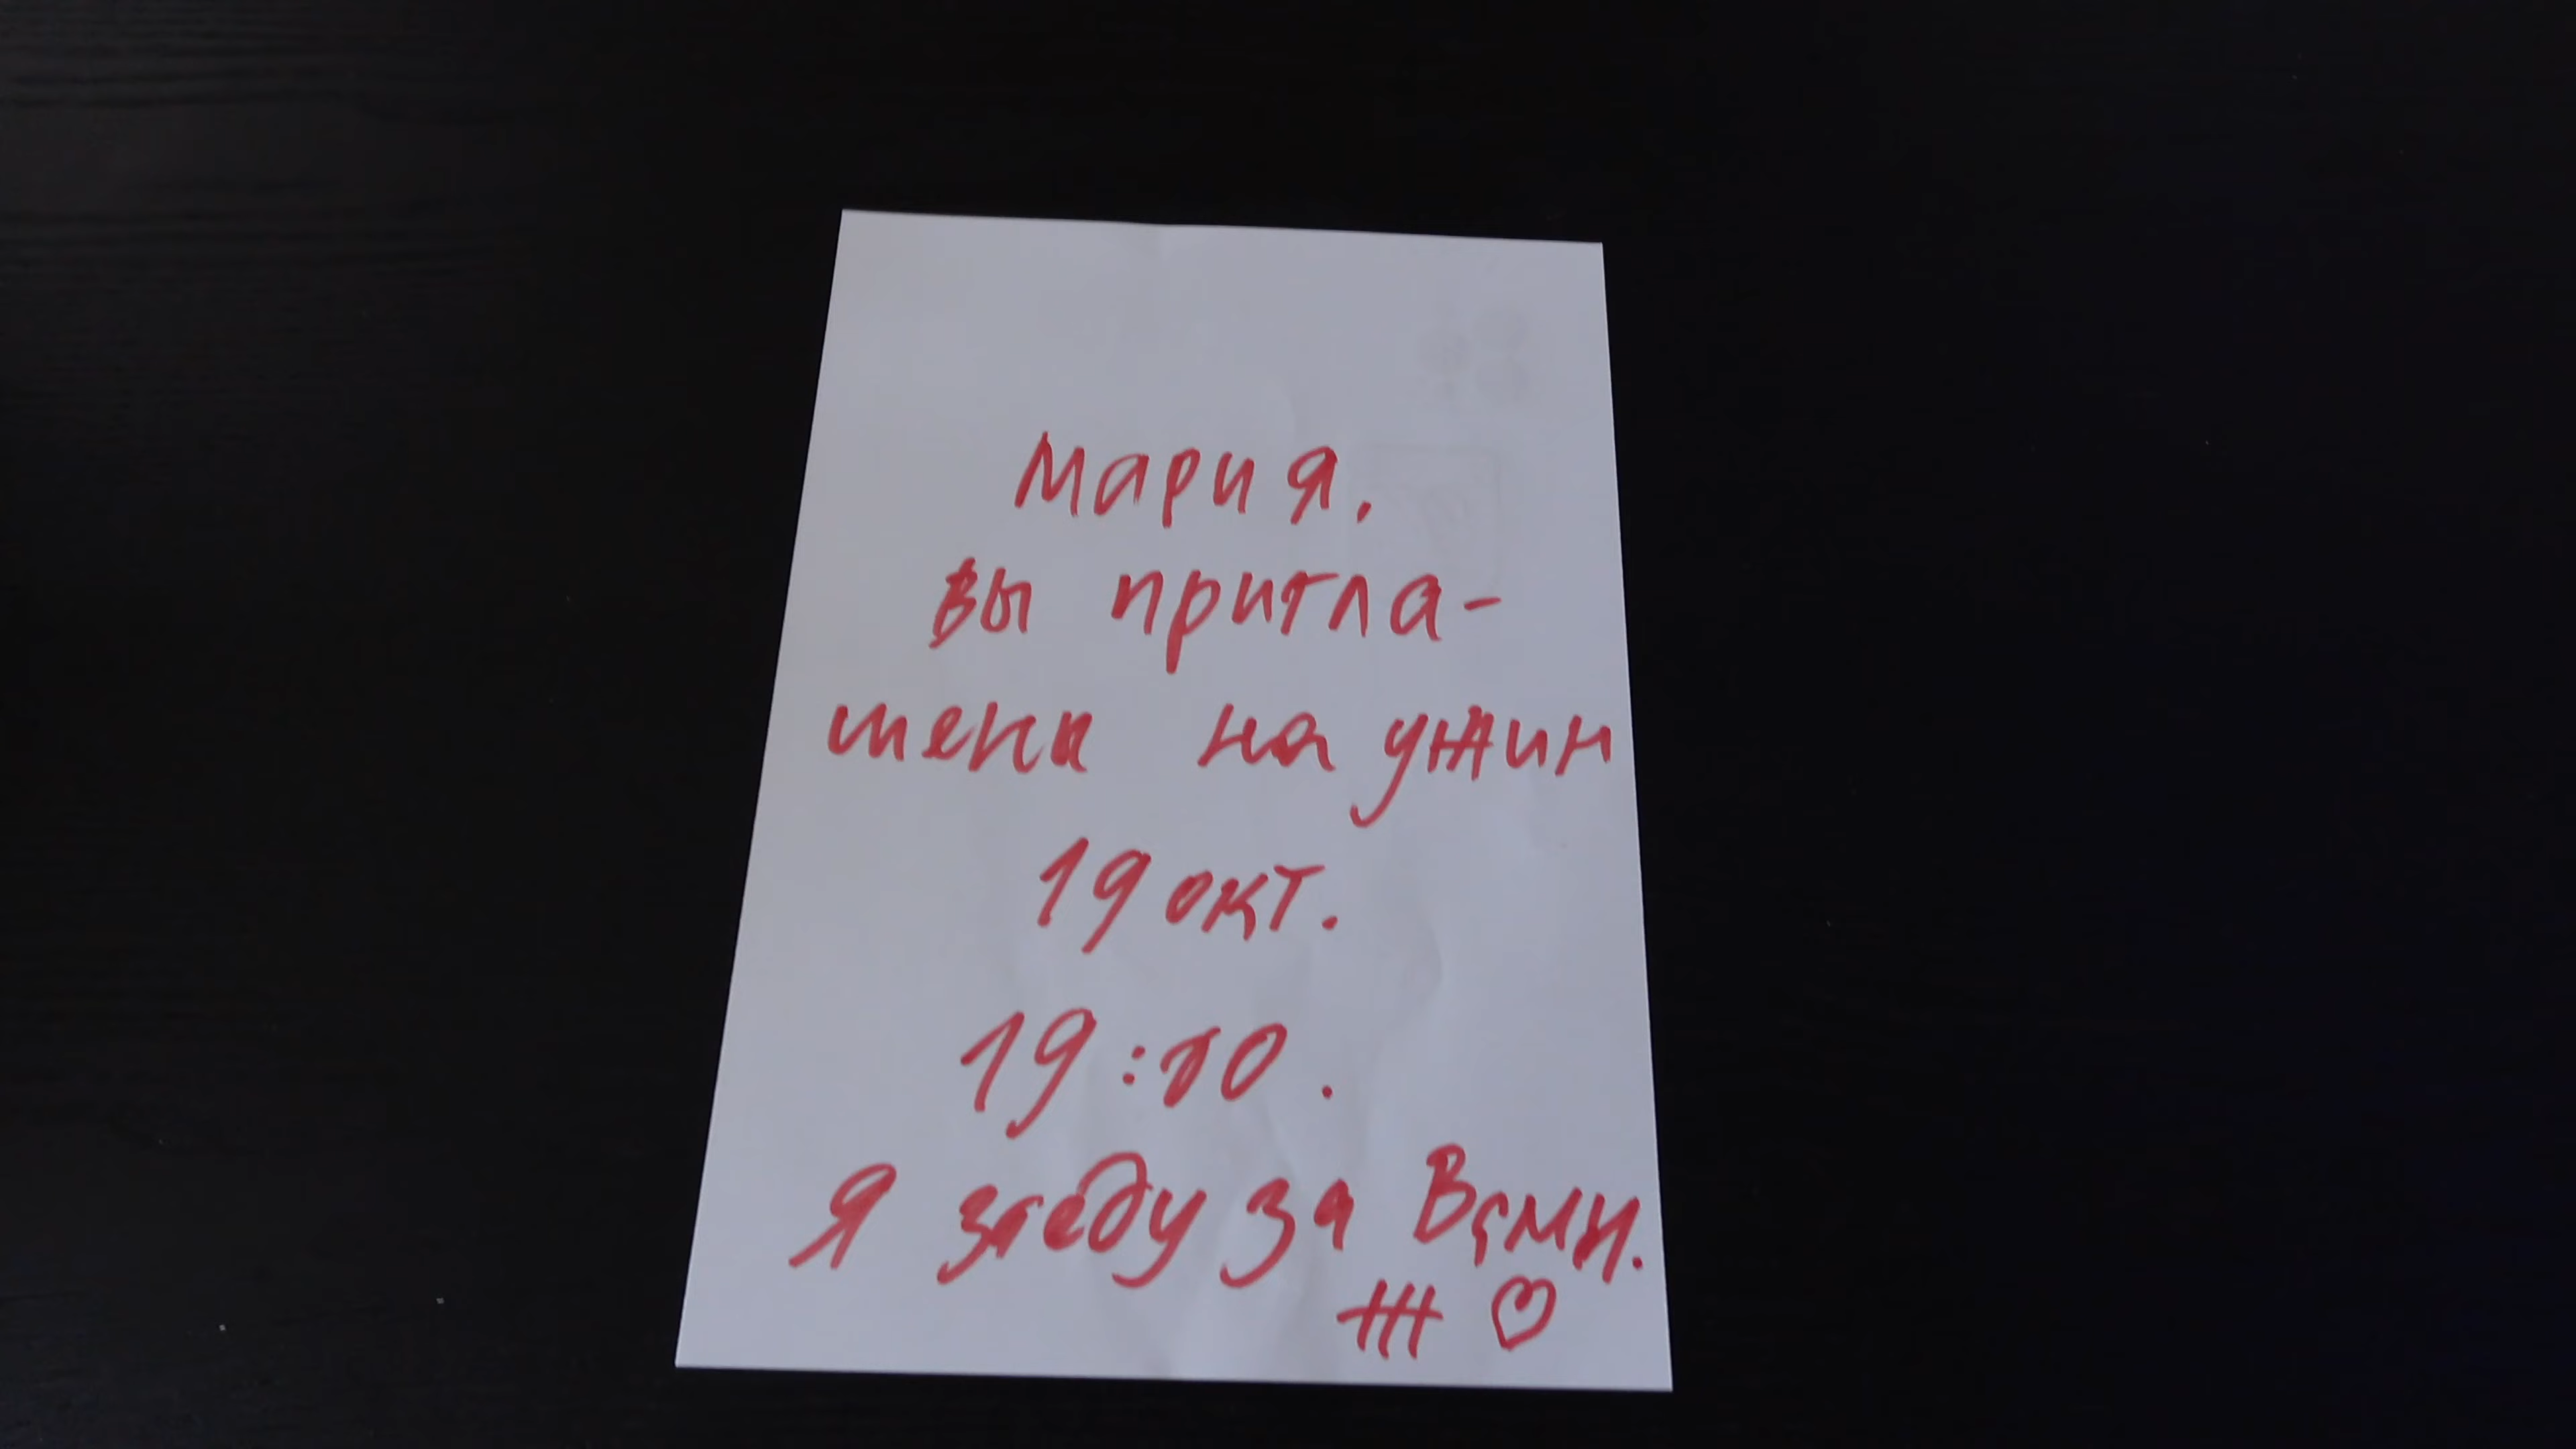 Мария,
вы пригла-
шены на ужин
19 окт.
19:00.
Я заеду за Вами.
Ж ♡